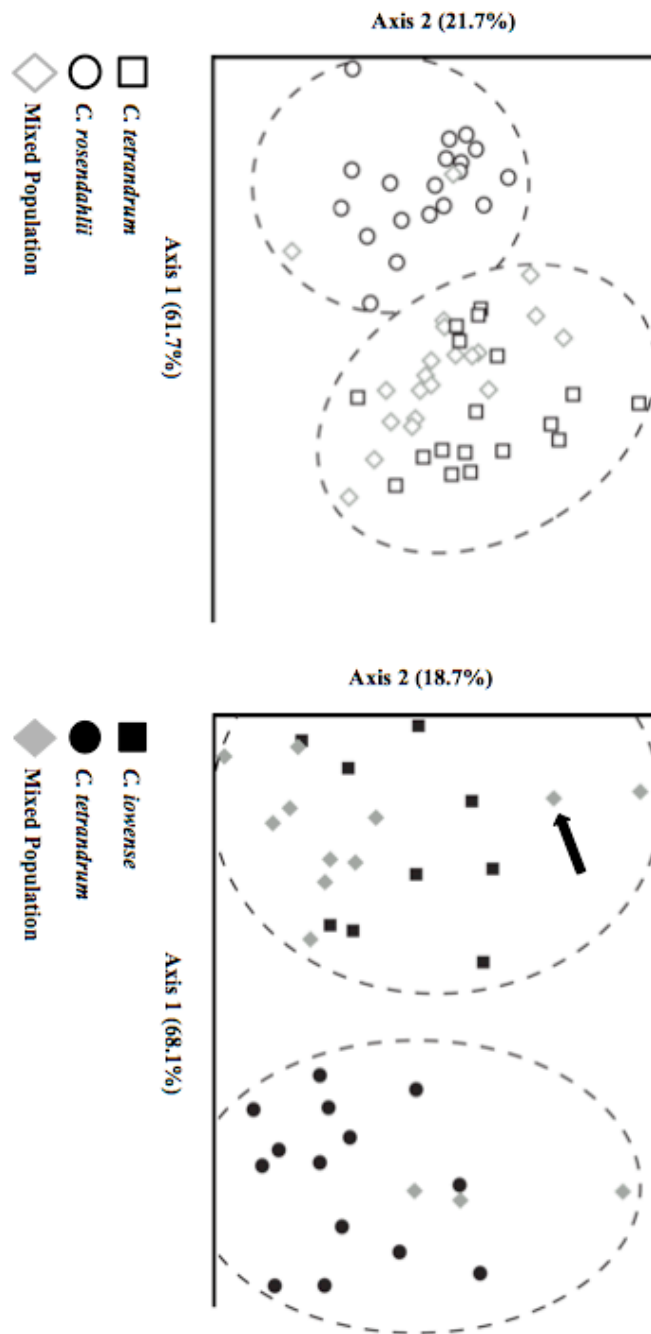 Axis 2 (21.7%)
Axis 1 (61.7%)
C. tetrandrum
C. rosendahlii
Mixed Population
Axis 2 (18.7%)
Axis 1 (68.1%)
C. iowense
C. tetrandrum
Mixed Population